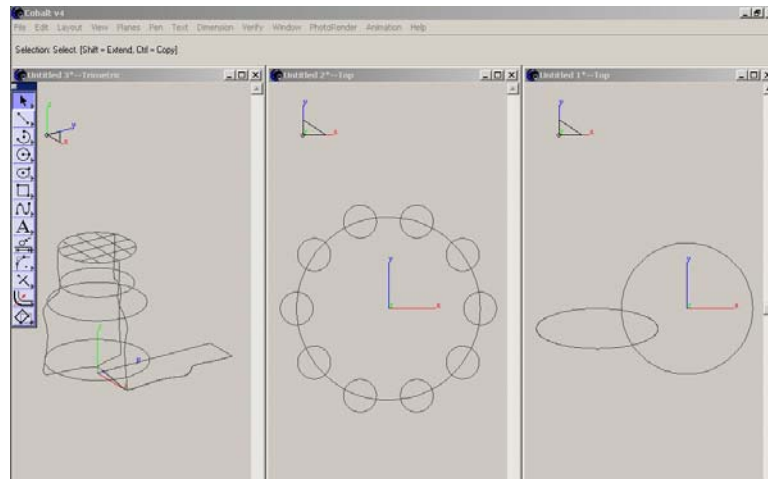 Cobalt v4
File Edit Layout View Planes Pen Text Dimension Verify Window PhotoRender Animation Help
Selection: Select. [Shift = Extend, Ctrl = Copy]
Untitled 3*--Trimetric
Untitled 2*--Top
Untitled 1*--Top
z
y
x
y
x
y
x
A
y
x
y
x